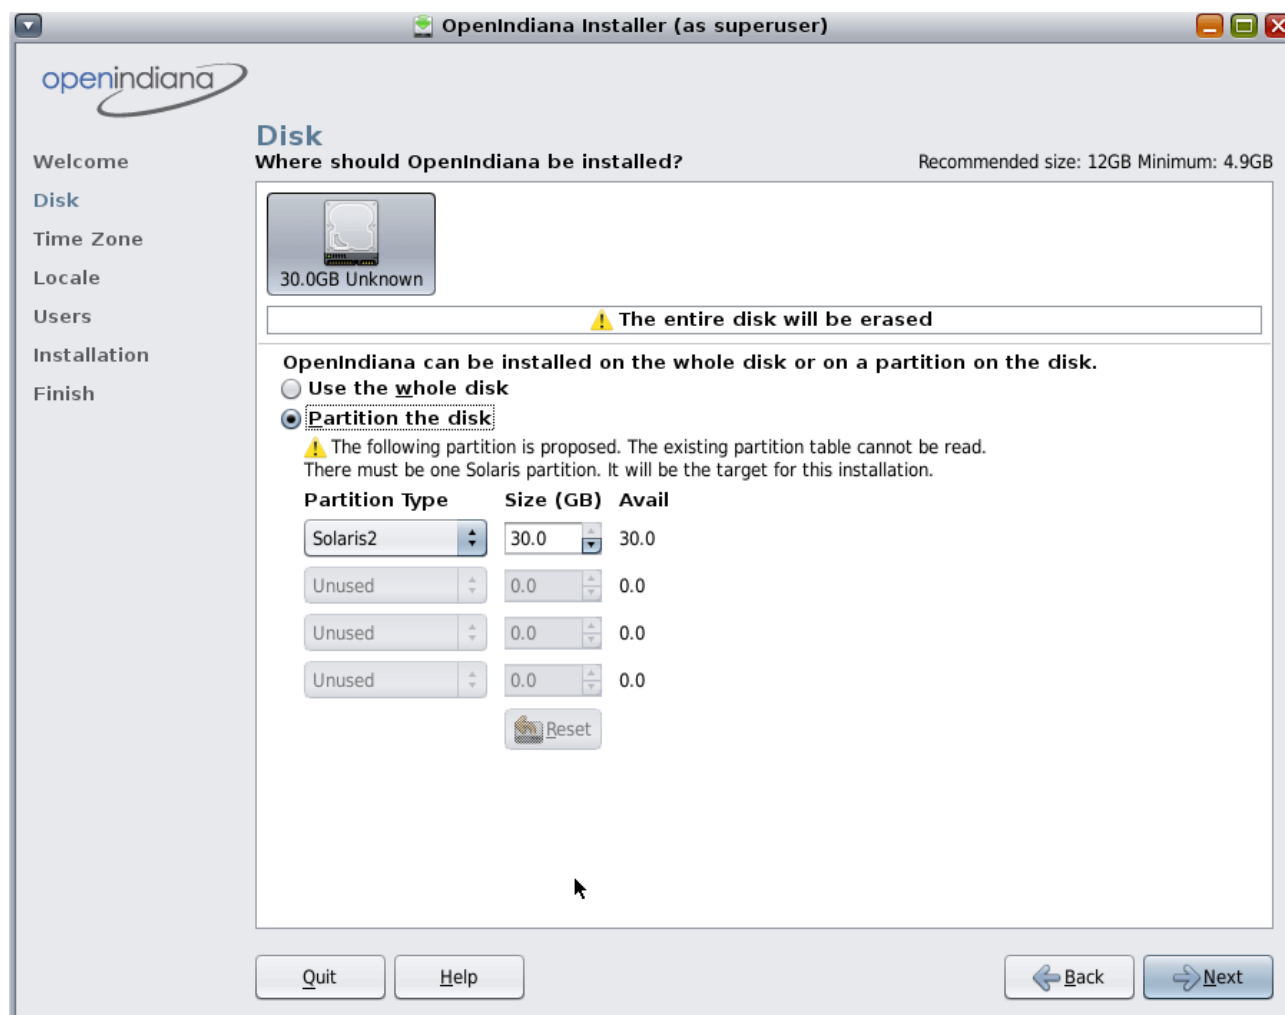 OpenIndiana Installer (as superuser)
openindiana
Disk
Where should OpenIndiana be installed?
Recommended size: 12GB Minimum: 4.9GB
Welcome
Disk
Time Zone
Locale
Users
Installation
Finish
30.0GB Unknown
The entire disk will be erased
OpenIndiana can be installed on the whole disk or on a partition on the disk.
Use the whole disk
Partition the disk
The following partition is proposed. The existing partition table cannot be read.
There must be one Solaris partition. It will be the target for this installation.
Partition Type Size (GB) Avail
Solaris2 30.0 30.0
Unused 0.0 0.0
Unused 0.0 0.0
Unused 0.0 0.0
Reset
Quit Help Back Next